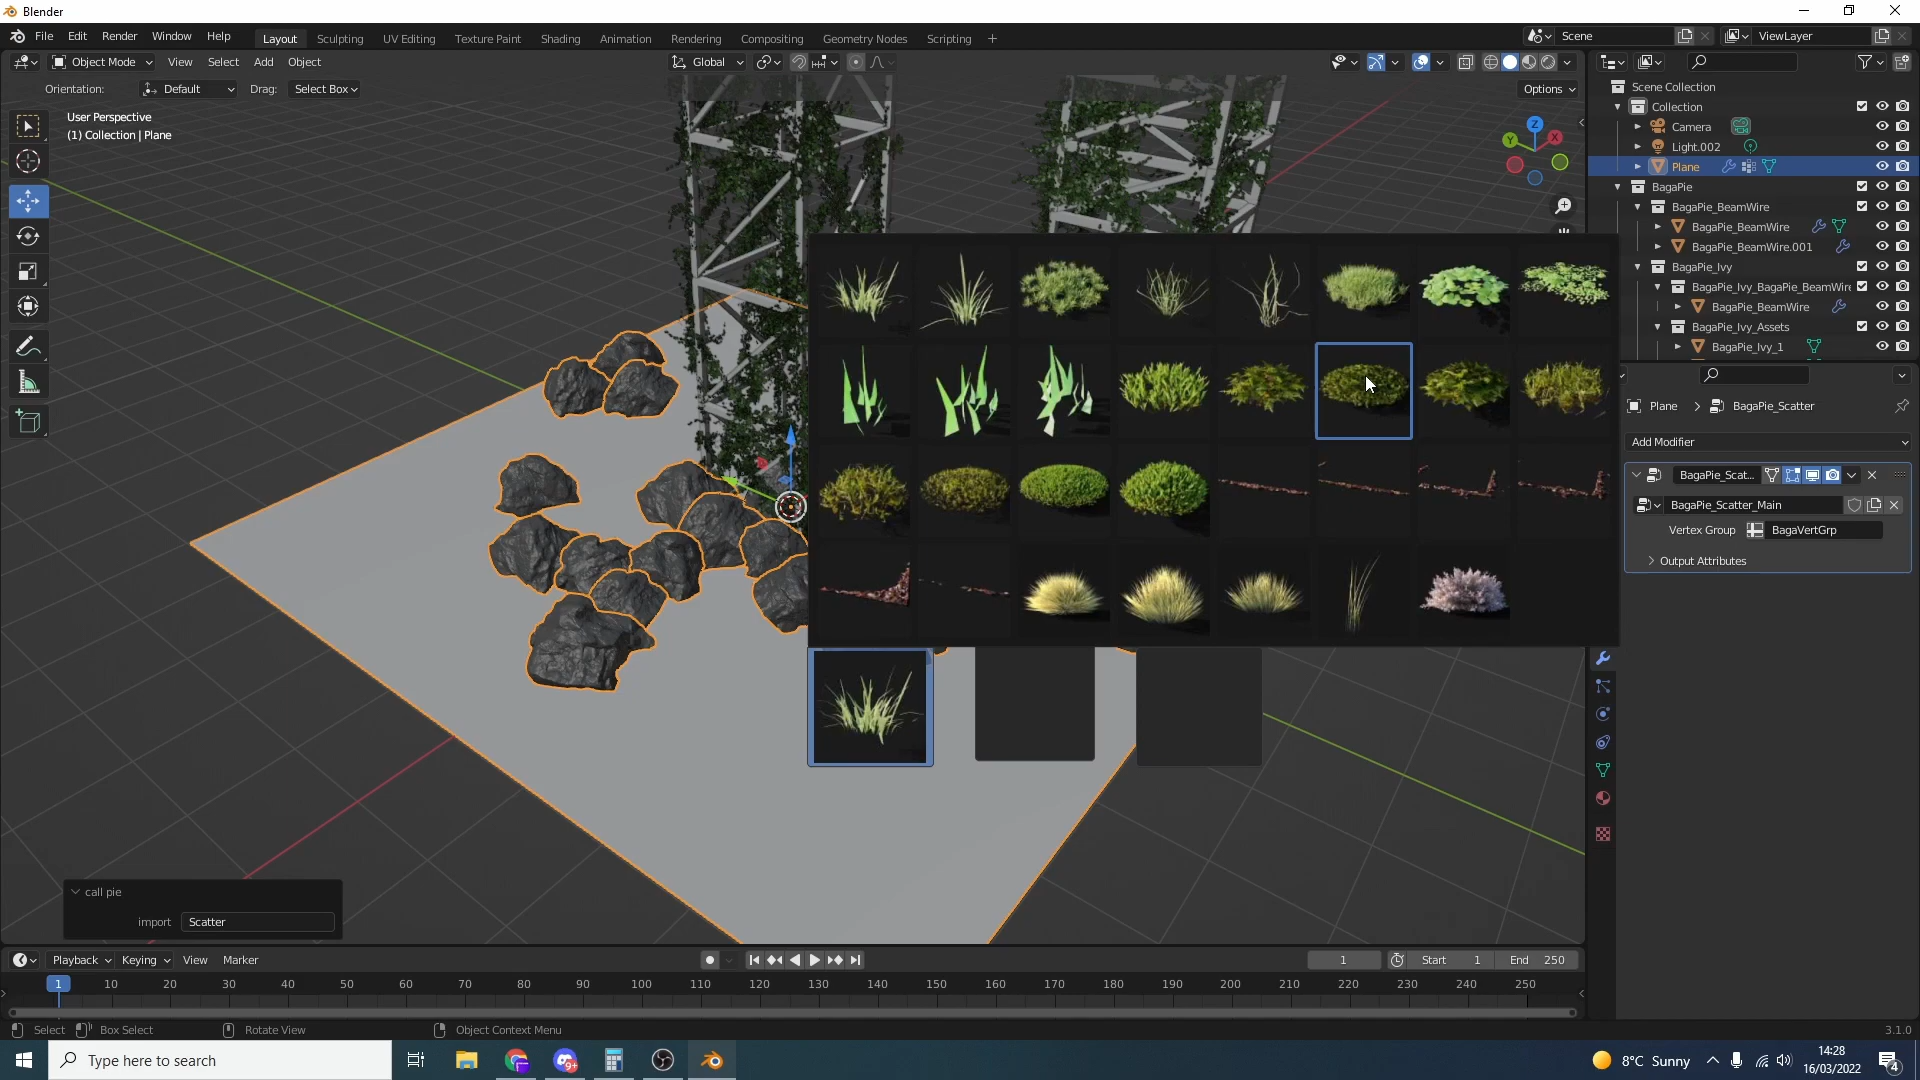 Blender
File Edit Render Window Help
Layout Sculpting UV Editing Texture Paint Shading Animation Rendering Compositing Geometry Nodes Scripting
Scene
ViewLayer
Object Mode View Select Add Object
Global
Orientation: Default Drag: Select Box
Options
User Perspective
(1) Collection | Plane
Z
Y
X
Scene Collection
Collection
Camera
Light.002
Plane
BagaPie
BagaPie_BeamWire
BagaPie_BeamWire
BagaPie_BeamWire.001
BagaPie_Ivy
BagaPie_Ivy_BagaPie_BeamWire
BagaPie_BeamWire
BagaPie_Ivy_Assets
BagaPie_Ivy_1
Plane > BagaPie_Scatter
Add Modifier
BagaPie_Scat...
BagaPie_Scatter_Main
Vertex Group BagaVertGrp
Output Attributes
call pie
import Scatter
Playback Keying View Marker
1 Start 1 End 250
1 10 20 30 40 50 60 70 80 90 100 110 120 130 140 150 160 170 180 190 200 210 220 230 240 250
Select Box Select Rotate View Object Context Menu 3.1.0
Type here to search
9+
8°C Sunny
14:28
16/03/2022
4